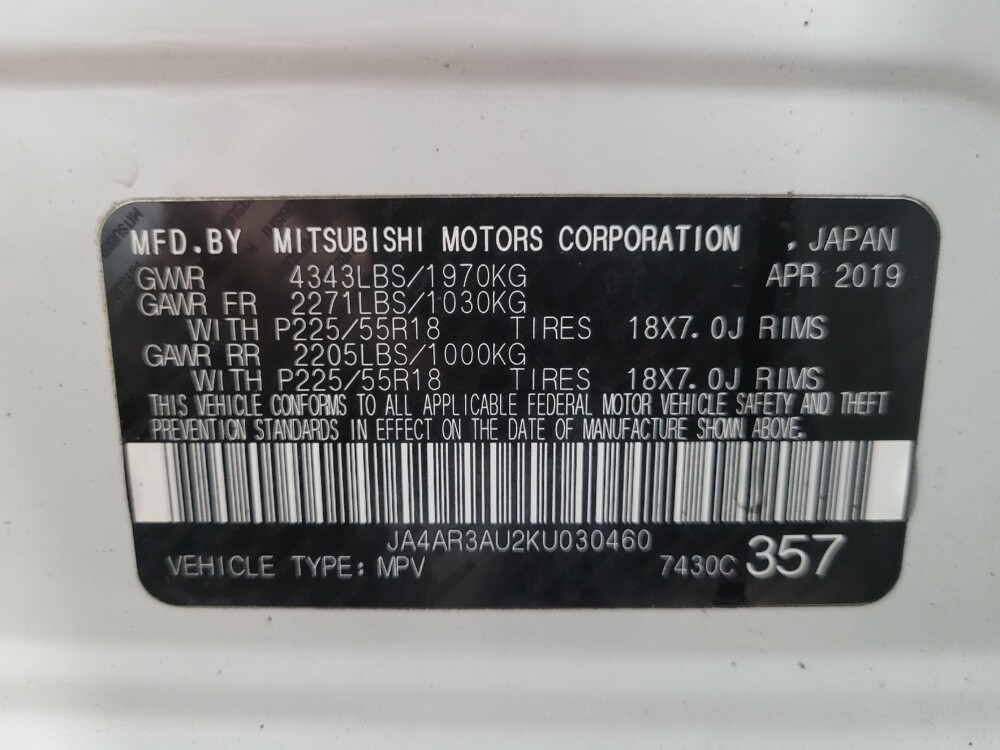 MFD.BY MITSUBISHI MOTORS CORPORATION , JAPAN
GVWR 4343LBS/1970KG APR 2019
GAWR FR 2271LBS/1030KG
WITH P225/55R18 TIRES 18X7.0J RIMS
GAWR RR 2205LBS/1000KG
WITH P225/55R18 TIRES 18X7.0J RIMS
THIS VEHICLE CONFORMS TO ALL APPLICABLE FEDERAL MOTOR VEHICLE SAFETY AND THEFT
PREVENTION STANDARDS IN EFFECT ON THE DATE OF MANUFACTURE SHOWN ABOVE.
JA4AR3AU2KU030460
VEHICLE TYPE: MPV 7430C 357